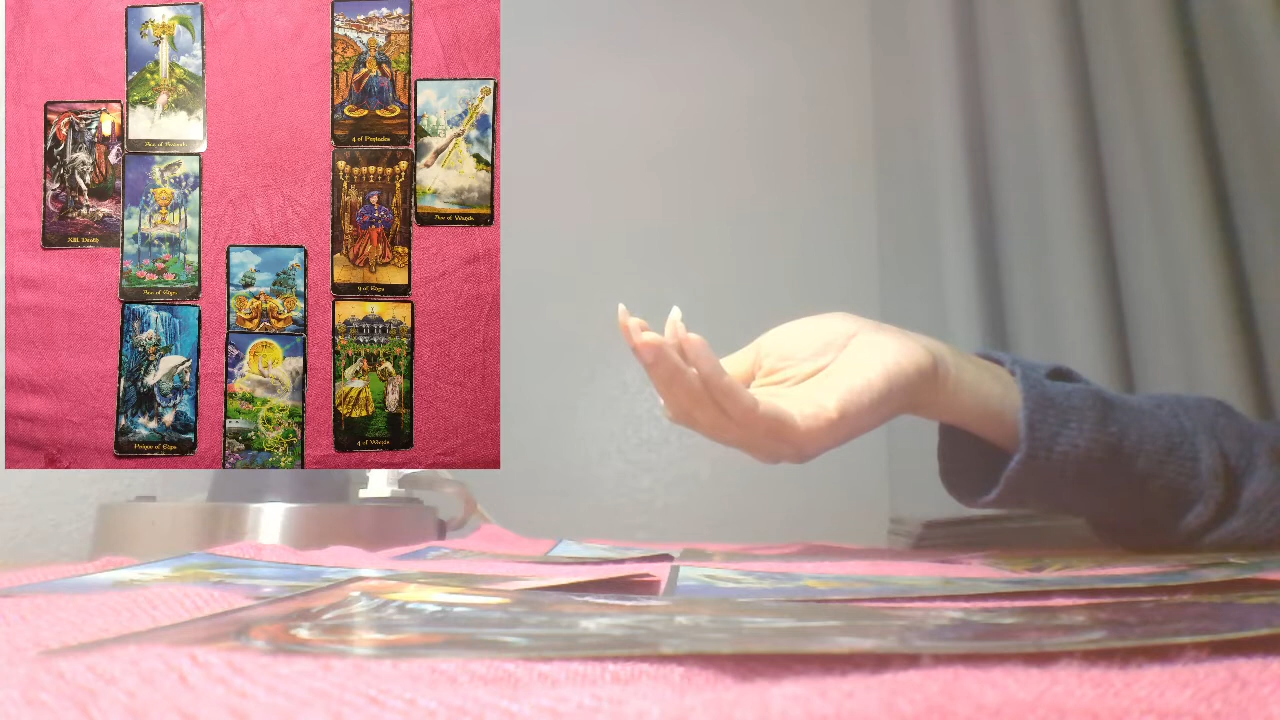 Ace of Swords
4 of Pentacles
XIII. Death
Ace of Wands
Ace of Cups
9 of Cups
Prince of Cups
4 of Wands